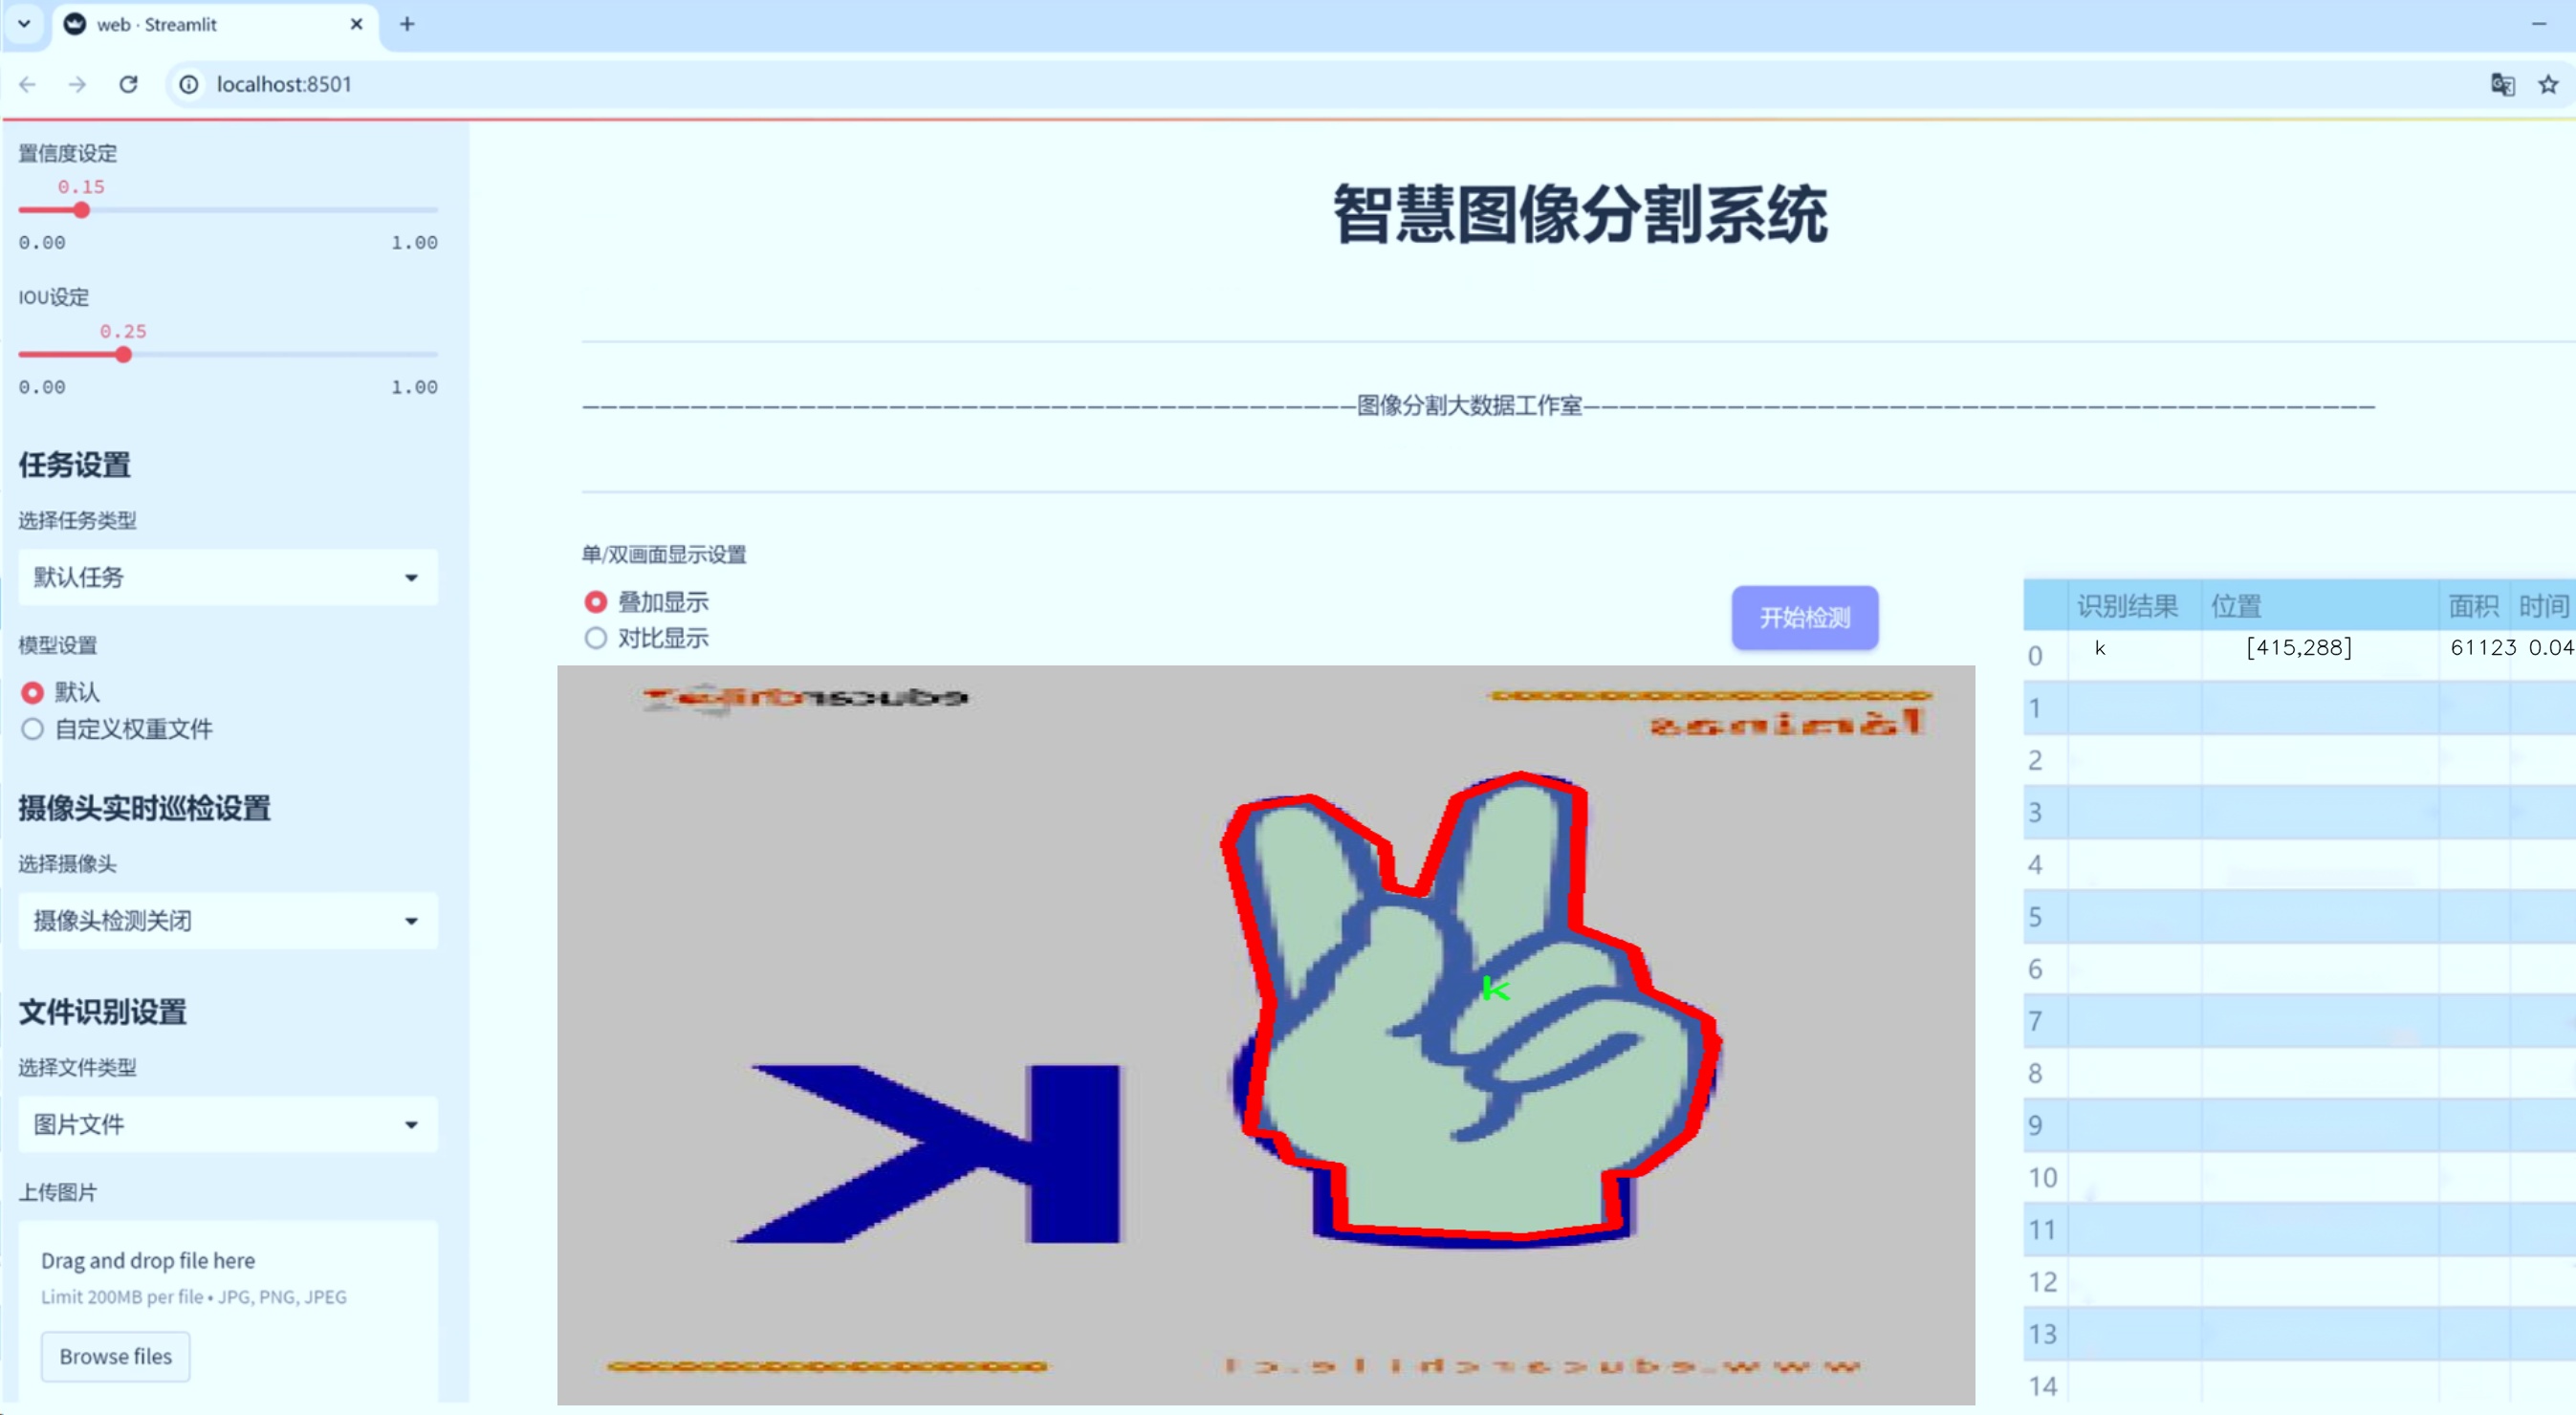 web · Streamlit
localhost:8501
置信度设定
0.15
0.00 1.00
IOU设定
0.25
0.00 1.00
任务设置
选择任务类型
默认任务
模型设置
默认
自定义权重文件
摄像头实时巡检设置
选择摄像头
摄像头检测关闭
文件识别设置
选择文件类型
图片文件
上传图片
Drag and drop file here
Limit 200MB per file • JPG, PNG, JPEG
Browse files
智慧图像分割系统
图像分割大数据工作室
单/双画面显示设置
叠加显示
对比显示
开始检测
k
K
识别结果 位置 面积 时间
0 k [415,288] 61123 0.04
1
2
3
4
5
6
7
8
9
10
11
12
13
14